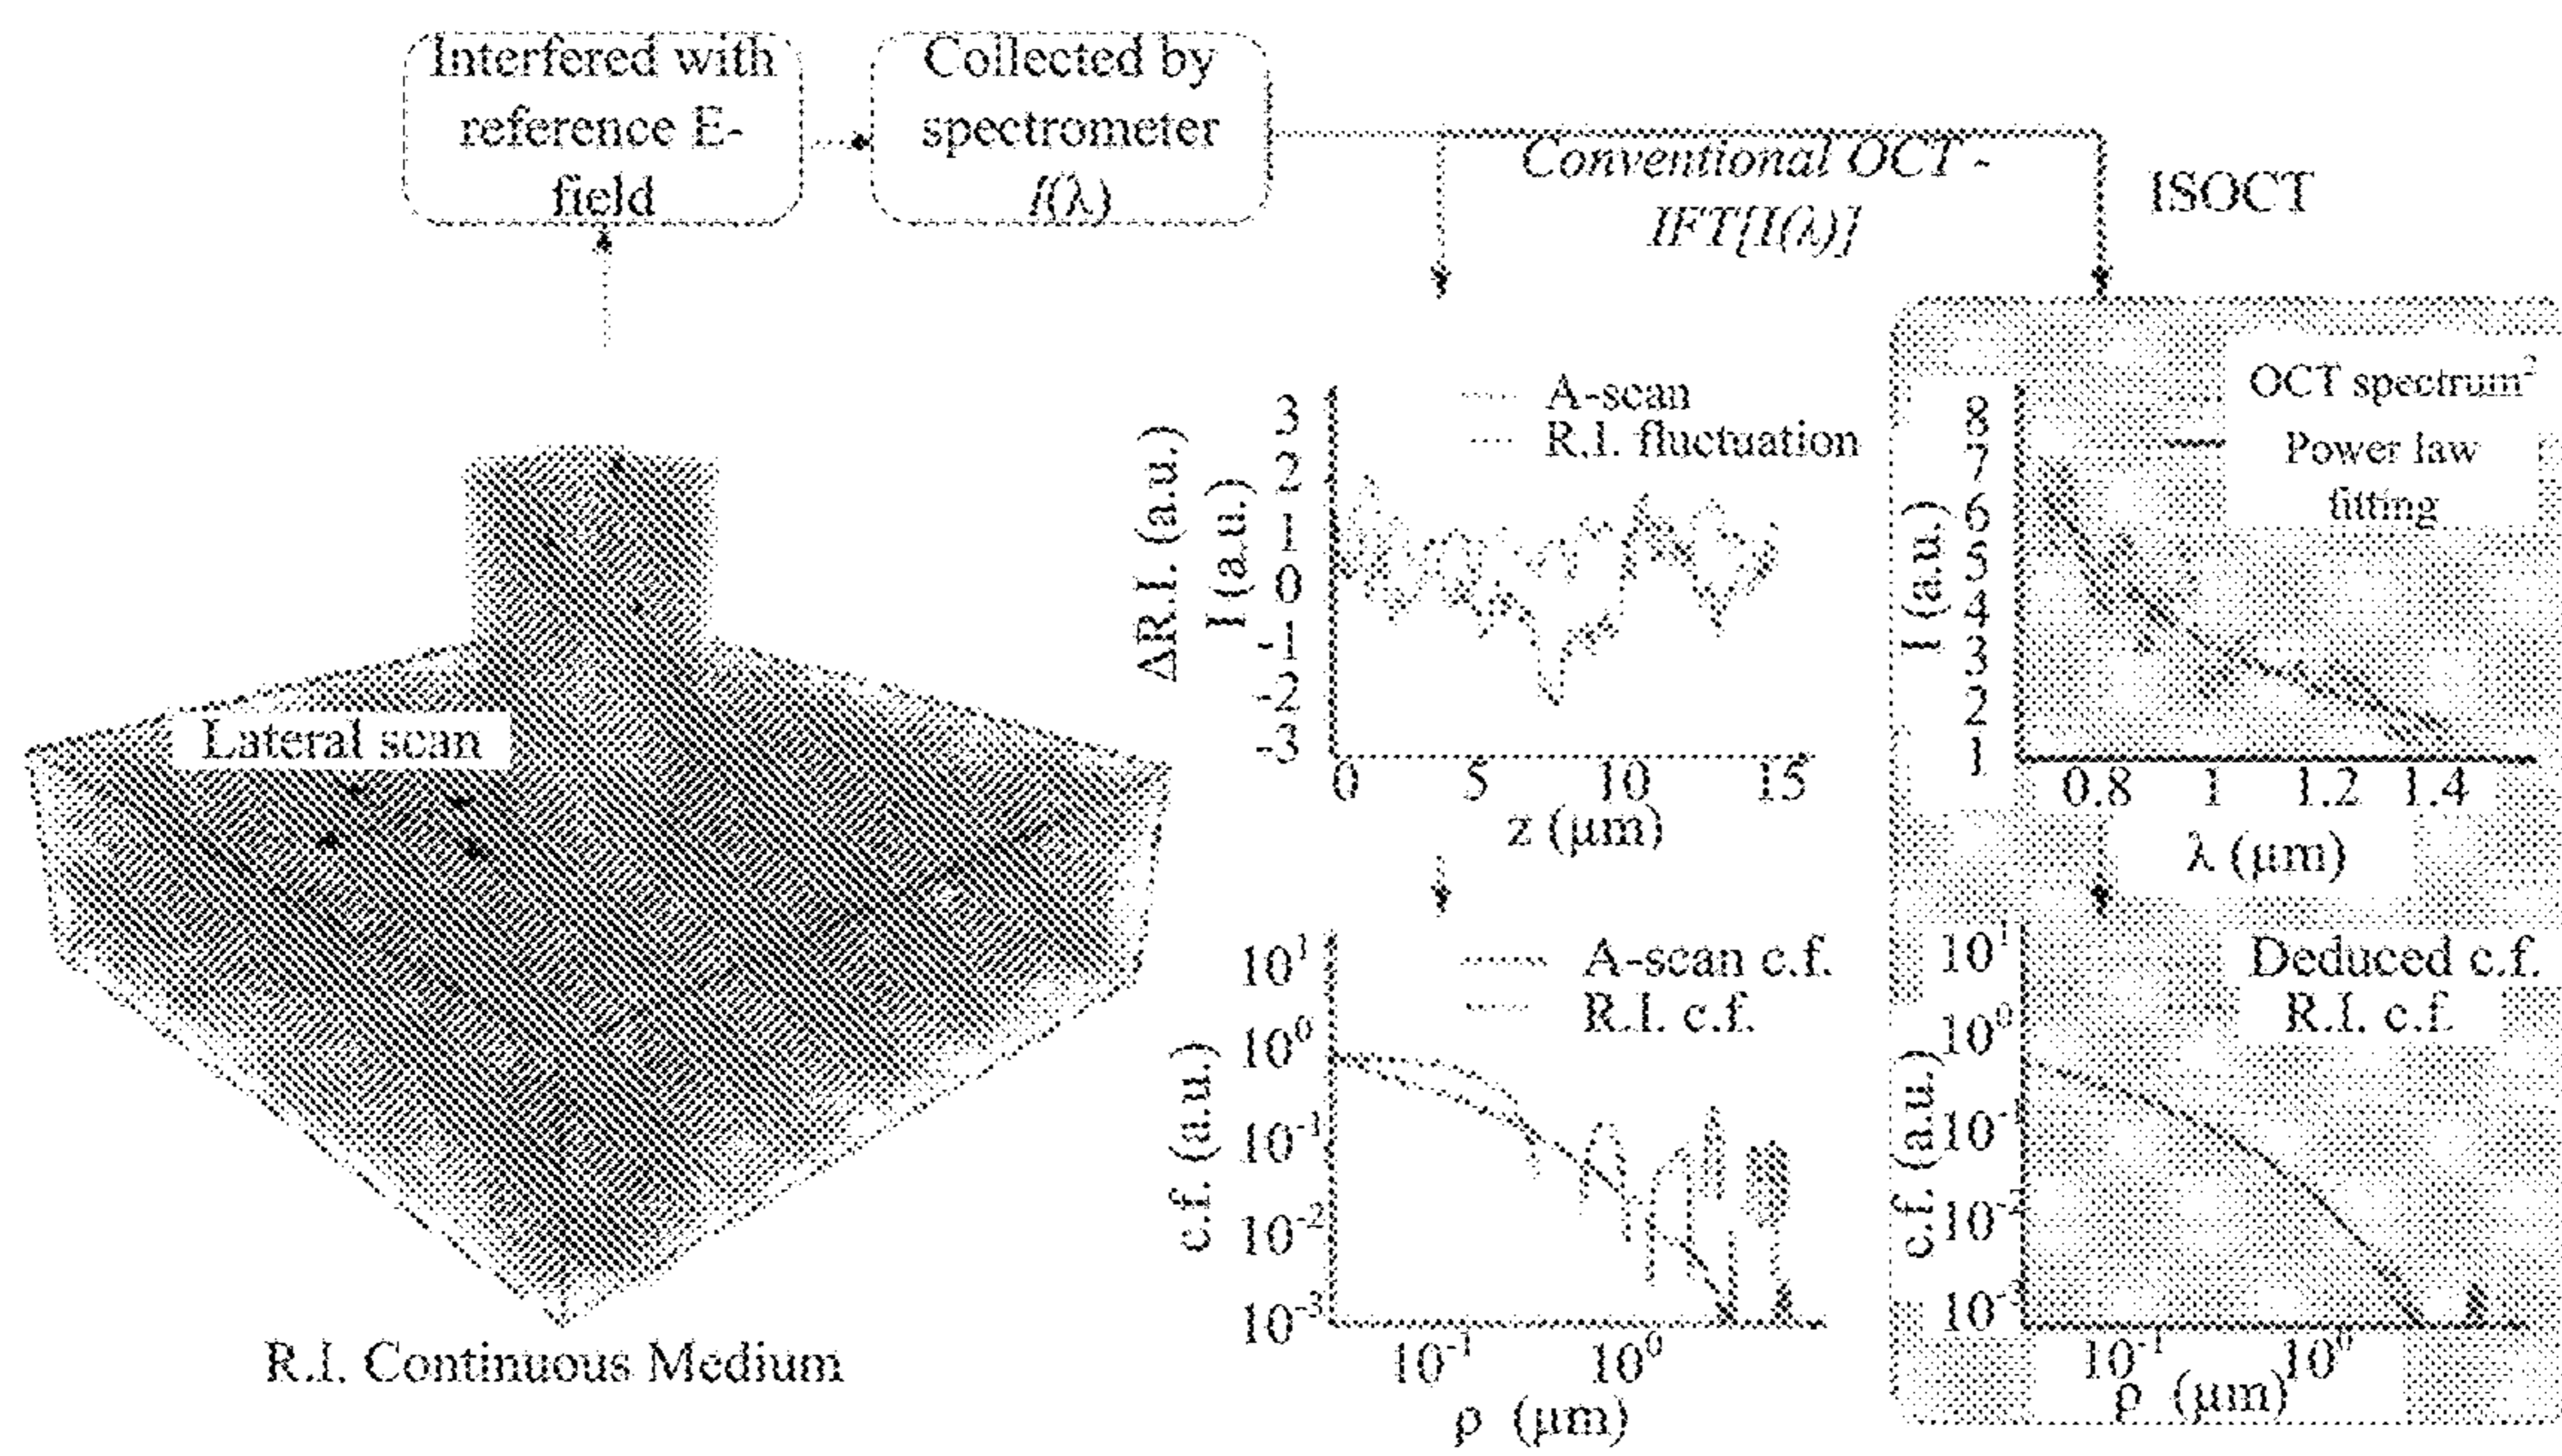 Interfered with
reference E-
field
Collected by
spectrometer
I(λ)
Conventional OCT -
IFT[I(λ)]
ISOCT
Lateral scan
R.I. Continuous Medium
A-scan
R.I. fluctuation
ΔR.I. (a.u.)
I (a.u.)
3
2
1
0
-1
-2
-3
0 5 10 15
z (μm)
OCT spectrum²
Power law
fitting
I (a.u.)
8
7
6
5
4
3
2
1
0.8 1 1.2 1.4
λ (μm)
A-scan c.f.
R.I. c.f.
c.f. (a.u.)
10¹
10⁰
10⁻¹
10⁻²
10⁻³
10⁻¹ 10⁰
ρ (μm)
Deduced c.f.
R.I. c.f.
c.f. (a.u.)
10¹
10⁰
10⁻
10⁻²
10⁻
10⁻¹ 10⁰
ρ (μm)